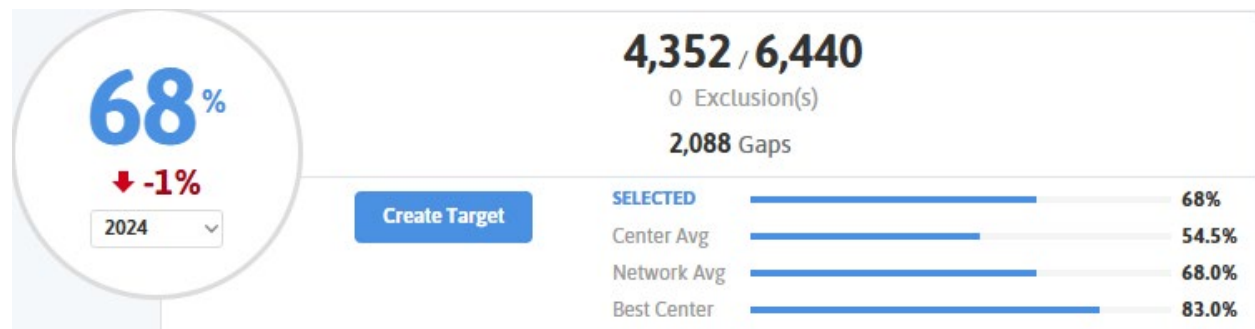 68%
-1%
2024
4,352 / 6,440
0 Exclusion(s)
2,088 Gaps
Create Target
SELECTED 68%
Center Avg 54.5%
Network Avg 68.0%
Best Center 83.0%